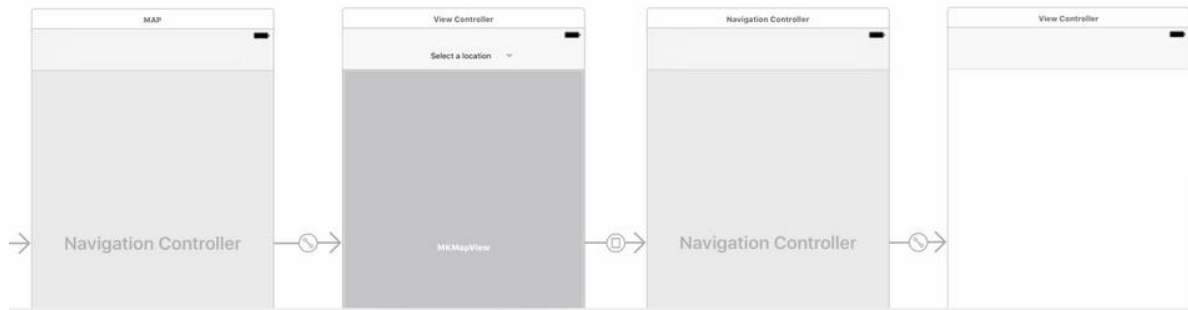 MAP
View Controller
Navigation Controller
View Controller
Select a location
Navigation Controller
MKMapView
Navigation Controller